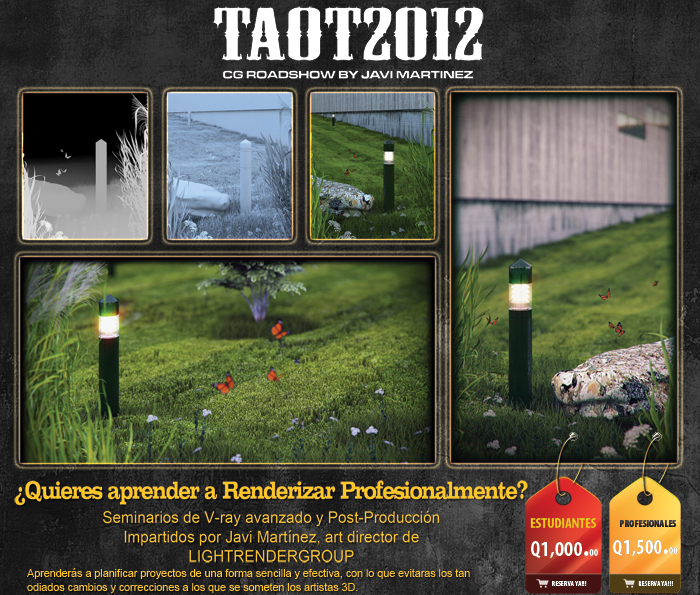 TAOT2012
CG ROADSHOW BY JAVI MARTINEZ
¿Quieres aprender a Renderizar Profesionalmente?
Seminarios de V-ray avanzado y Post-Producción
Impartidos por Javi Martínez, art director de
LIGHTRENDERGROUP
Aprenderás a planificar proyectos de una forma sencilla y efectiva, con lo que evitaras los tan
odiados cambios y correcciones a los que se someten los artistas 3D.
ESTUDIANTES
Q1,000.00
RESERVA YA!!
PROFESIONALES
Q1,500.00
RESERVA YA!!!